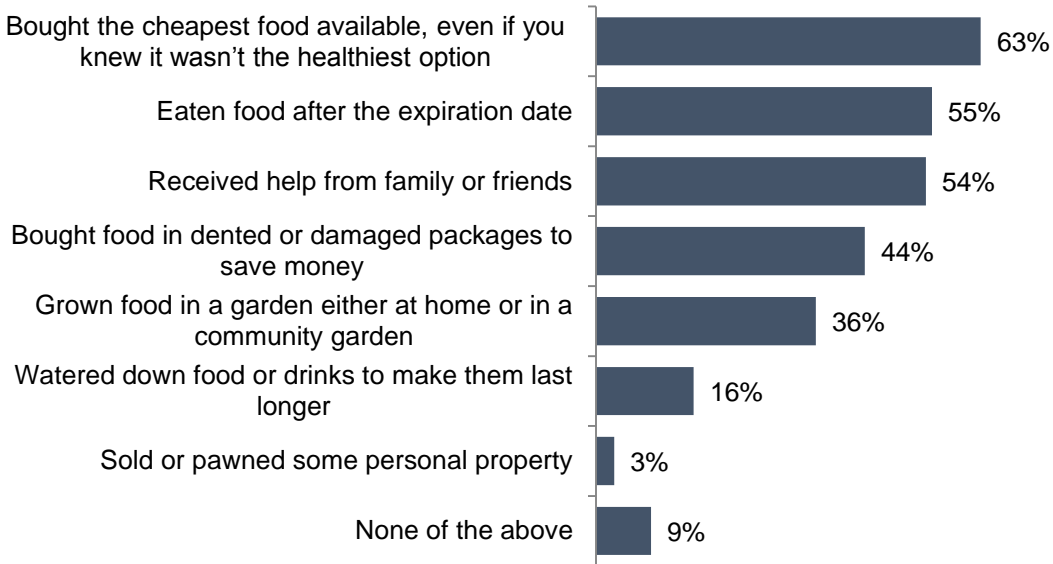 Bought the cheapest food available, even if you
knew it wasn’t the healthiest option
63%
Eaten food after the expiration date
55%
Received help from family or friends
54%
Bought food in dented or damaged packages to
save money
44%
Grown food in a garden either at home or in a
community garden
36%
Watered down food or drinks to make them last
longer
16%
Sold or pawned some personal property
3%
None of the above
9%